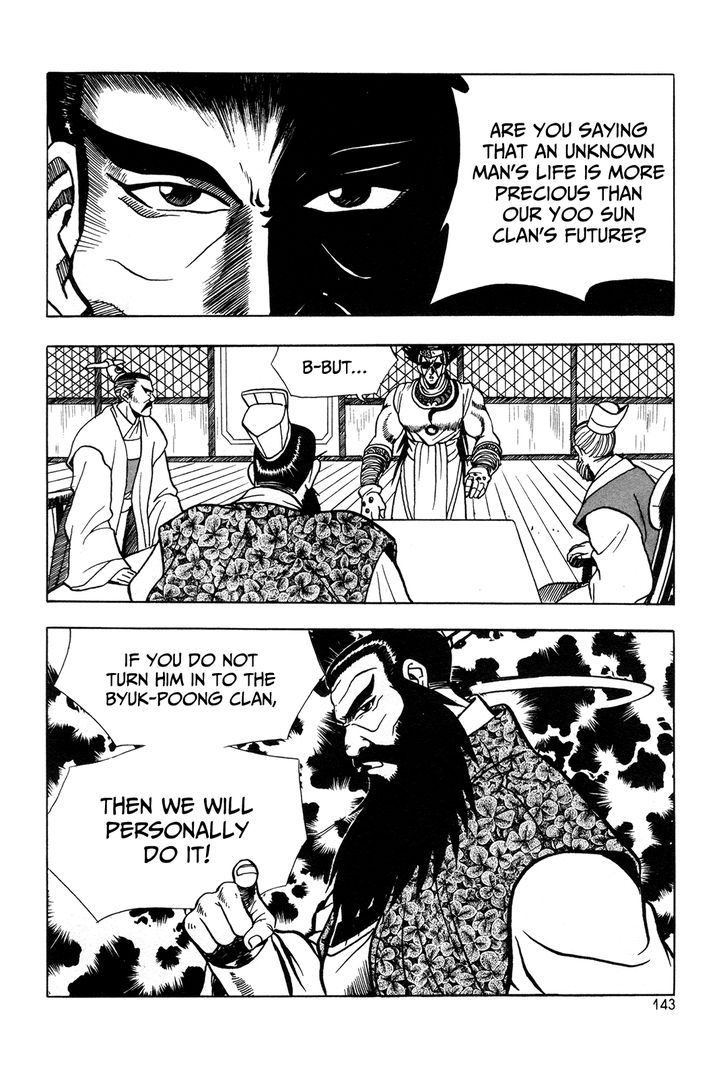 ARE YOU SAYING
THAT AN UNKNOWN
MAN'S LIFE IS MORE
PRECIOUS THAN
OUR YOO SUN
CLAN'S FUTURE?
B-BUT...
IF YOU DO NOT
TURN HIM IN TO THE
BYUK-POONG CLAN,
THEN WE WILL
PERSONALLY
DO IT!
143